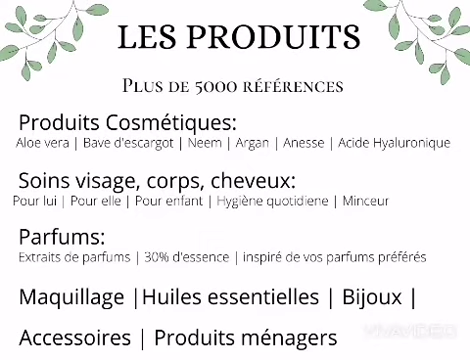 LES PRODUITS
PLUS DE 5000 RÉFÉRENCES
Produits Cosmétiques:
Aloe vera | Bave d'escargot | Neem | Argan | Anesse | Acide Hyaluronique
Soins visage, corps, cheveux:
Pour lui | Pour elle | Pour enfant | Hygiène quotidiene | Minceur
Parfums:
Extraits de parfums | 30% d'essence | inspiré de vos parfums préférés
Maquillage |Huiles essentielles | Bijoux |
Accessoires | Produits ménagers
VIVAVIDEO